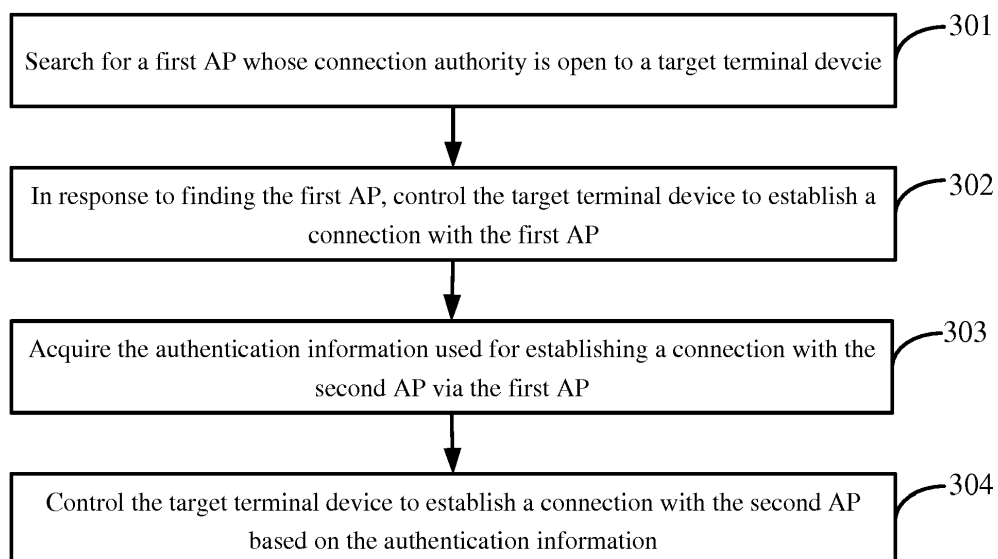 301
Search for a first AP whose connection authority is open to a target terminal devcie
302
In response to finding the first AP, control the target terminal device to establish a
connection with the first AP
303
Acquire the authentication information used for establishing a connection with the
second AP via the first AP
304
Control the target terminal device to establish a connection with the second AP
based on the authentication information